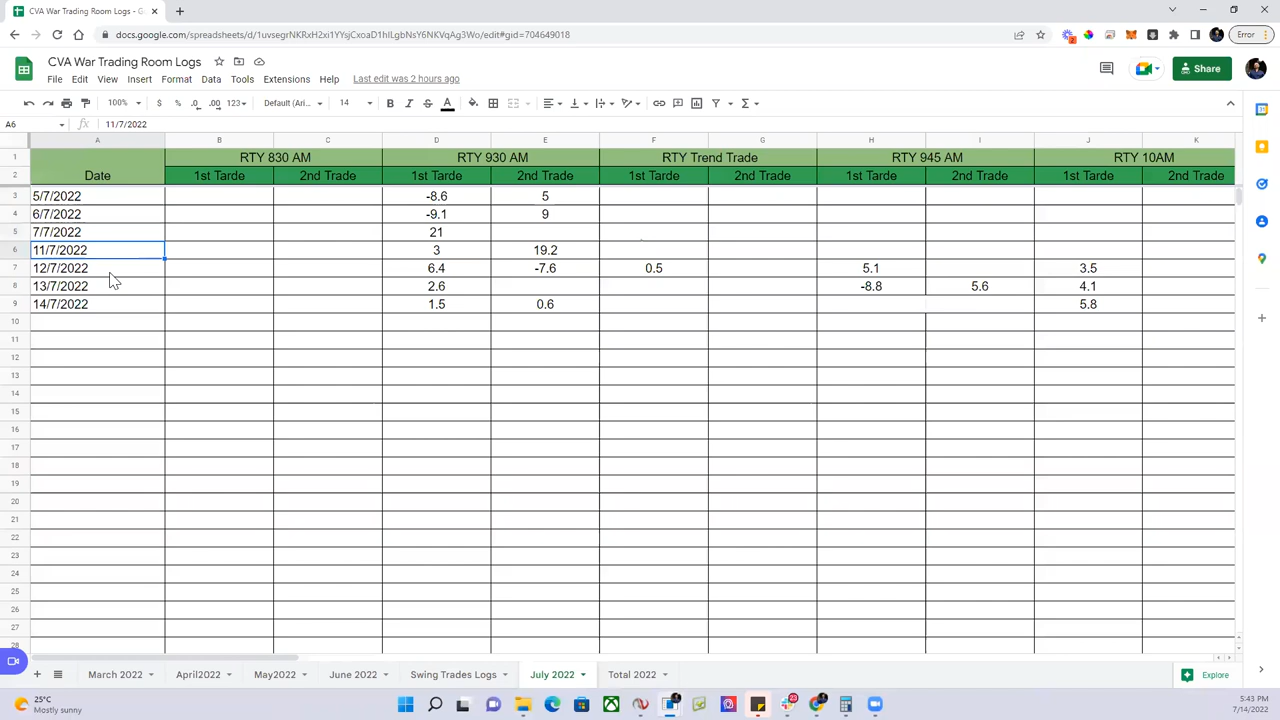 CVA War Trading Room Logs - G
docs.google.com/spreadsheets/d/1uvsegrNKRxH2xi1YYsjCxoaD1hILgbNsY6NKVqAg3Wo/edit#gid=704649018
Error
CVA War Trading Room Logs
File Edit View Insert Format Data Tools Extensions Help Last edit was 2 hours ago
Share
100% $ % .0 .00 123 Default (Ari... 14 B I S A
A6 fx 11/7/2022
A B C D E F G H I J K
1 RTY 830 AM RTY 930 AM RTY Trend Trade RTY 945 AM RTY 10AM
2 Date 1st Tarde 2nd Trade 1st Tarde 2nd Trade 1st Tarde 2nd Trade 1st Tarde 2nd Trade 1st Tarde 2nd Trade
3 5/7/2022 -8.6 5
4 6/7/2022 -9.1 9
5 7/7/2022 21
6 11/7/2022 3 19.2
7 12/7/2022 6.4 -7.6 0.5 5.1 3.5
8 13/7/2022 2.6 -8.8 5.6 4.1
9 14/7/2022 1.5 0.6 5.8
10
11
12
13
14
15
16
17
18
19
20
21
22
23
24
25
26
27
28
March 2022 April2022 May2022 June 2022 Swing Trades Logs July 2022 Total 2022 Explore
25°C
Mostly sunny
5:43 PM
7/14/2022